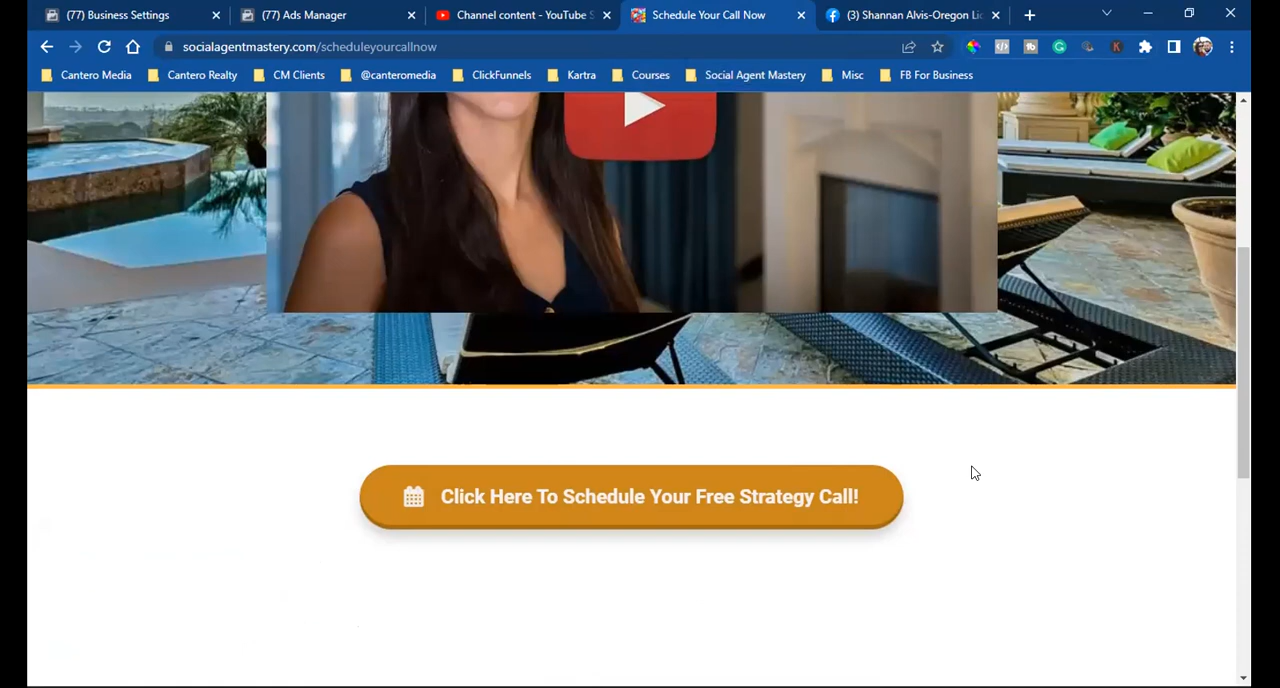 (77) Business Settings
(77) Ads Manager
Channel content - YouTube S
Schedule Your Call Now
(3) Shannan Alvis-Oregon Lic
socialagentmastery.com/scheduleyourcallnow
Cantero Media
Cantero Realty
CM Clients
@canteromedia
ClickFunnels
Kartra
Courses
Social Agent Mastery
Misc
FB For Business
Click Here To Schedule Your Free Strategy Call!